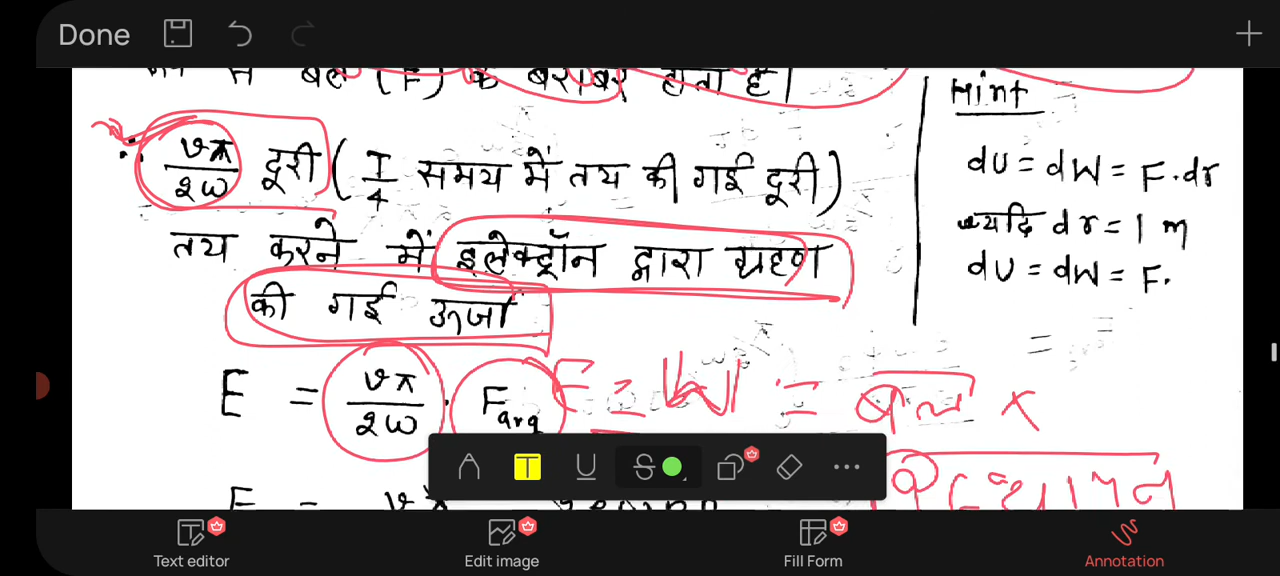 Done
बल (F) के बराबर होता है|
Hint
∵ vπ/2ω दूरी (T/4 समय में तय की गई दूरी)
dU = dW = F.dr
यदि dr = 1 m
तय करने में इलेक्ट्रॉन द्वारा ग्रहण
dU = dW = F.
की गई ऊर्जा
E = vπ/2ω . Favg
E = W = बल x
विस्थापन
E =
Text editor
Edit image
Fill Form
Annotation